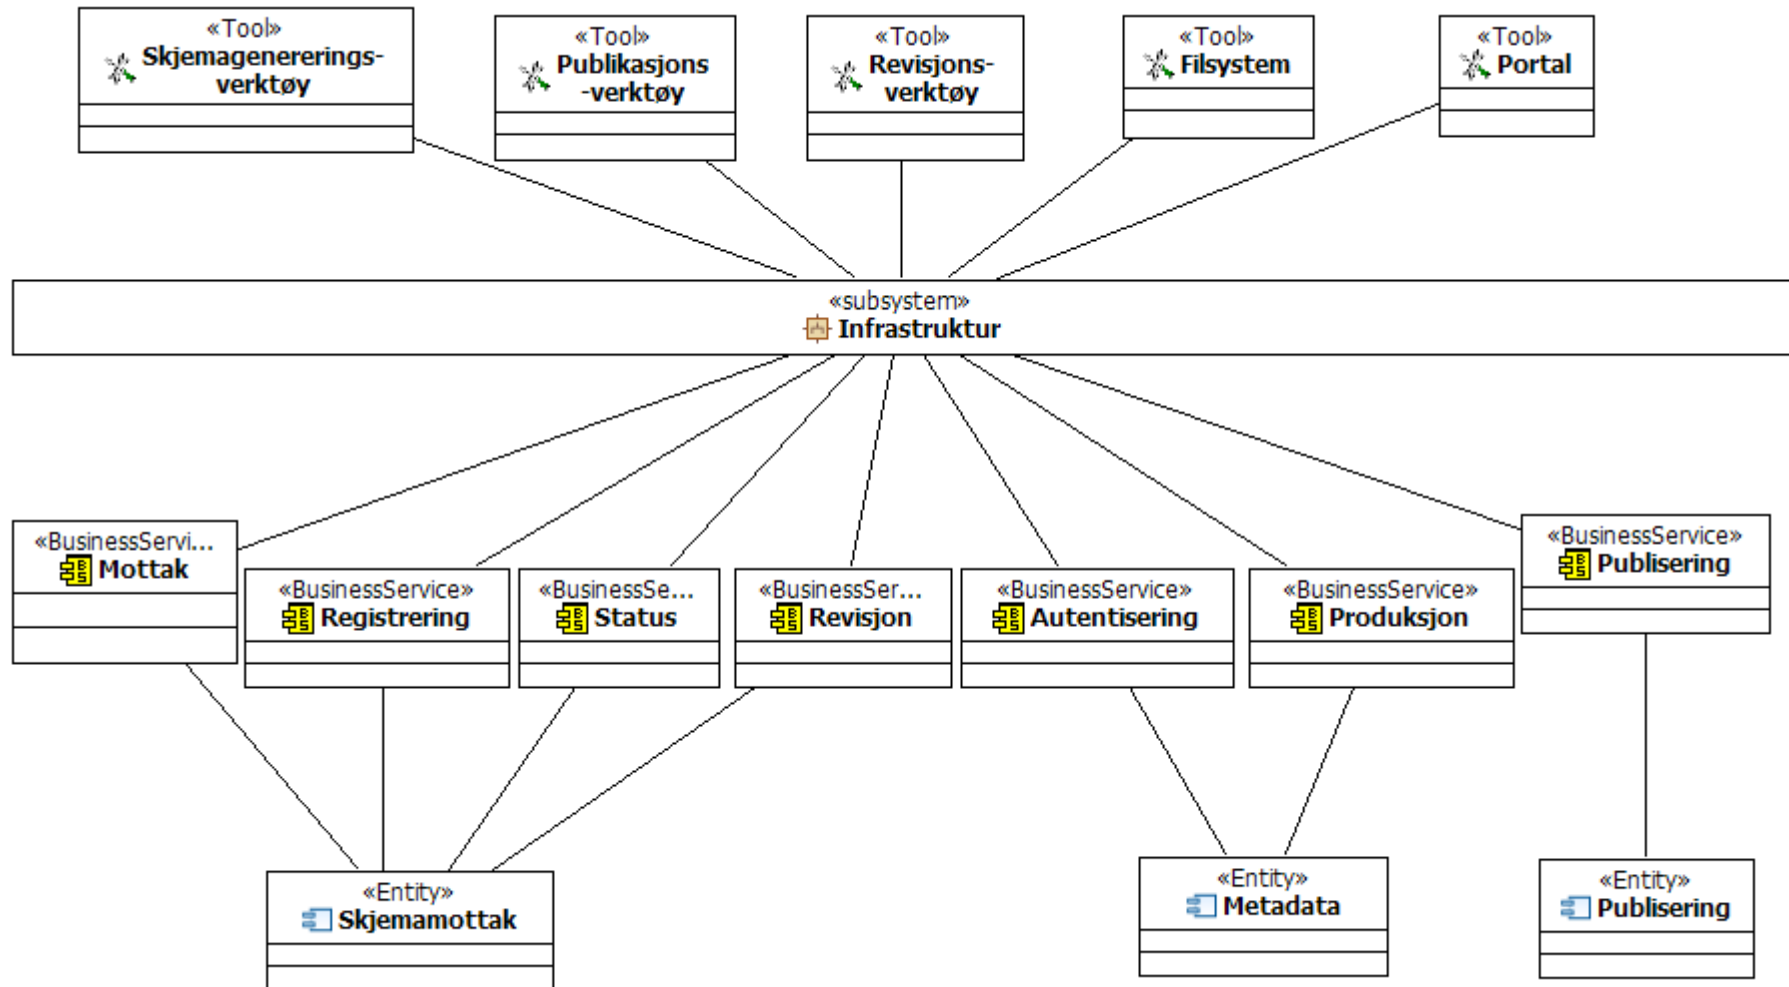 «Tool»
Skjemagenererings-
verktøy
«Tool»
Publikasjons
-verktøy
«Tool»
Revisjons-
verktøy
«Tool»
Filsystem
«Tool»
Portal
«subsystem»
Infrastruktur
«BusinessServi...
Mottak
«BusinessService»
Registrering
«BusinessSe...
Status
«BusinessSer...
Revisjon
«BusinessService»
Autentisering
«BusinessService»
Produksjon
«BusinessService»
Publisering
«Entity»
Skjemamottak
«Entity»
Metadata
«Entity»
Publisering